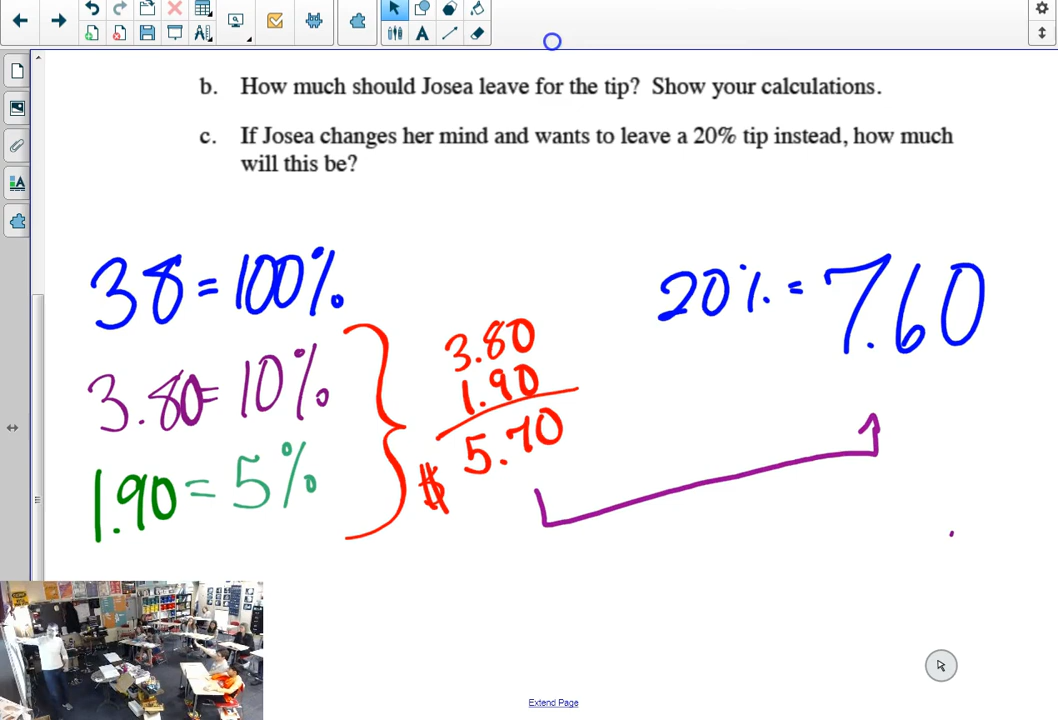 b. How much should Josea leave for the tip? Show your calculations.
c. If Josea changes her mind and wants to leave a 20% tip instead, how much
will this be?
38 = 100%
3.80 = 10%
1.90 = 5%
3.80
1.90
$ 5.70
20% = 7.60
Extend Page